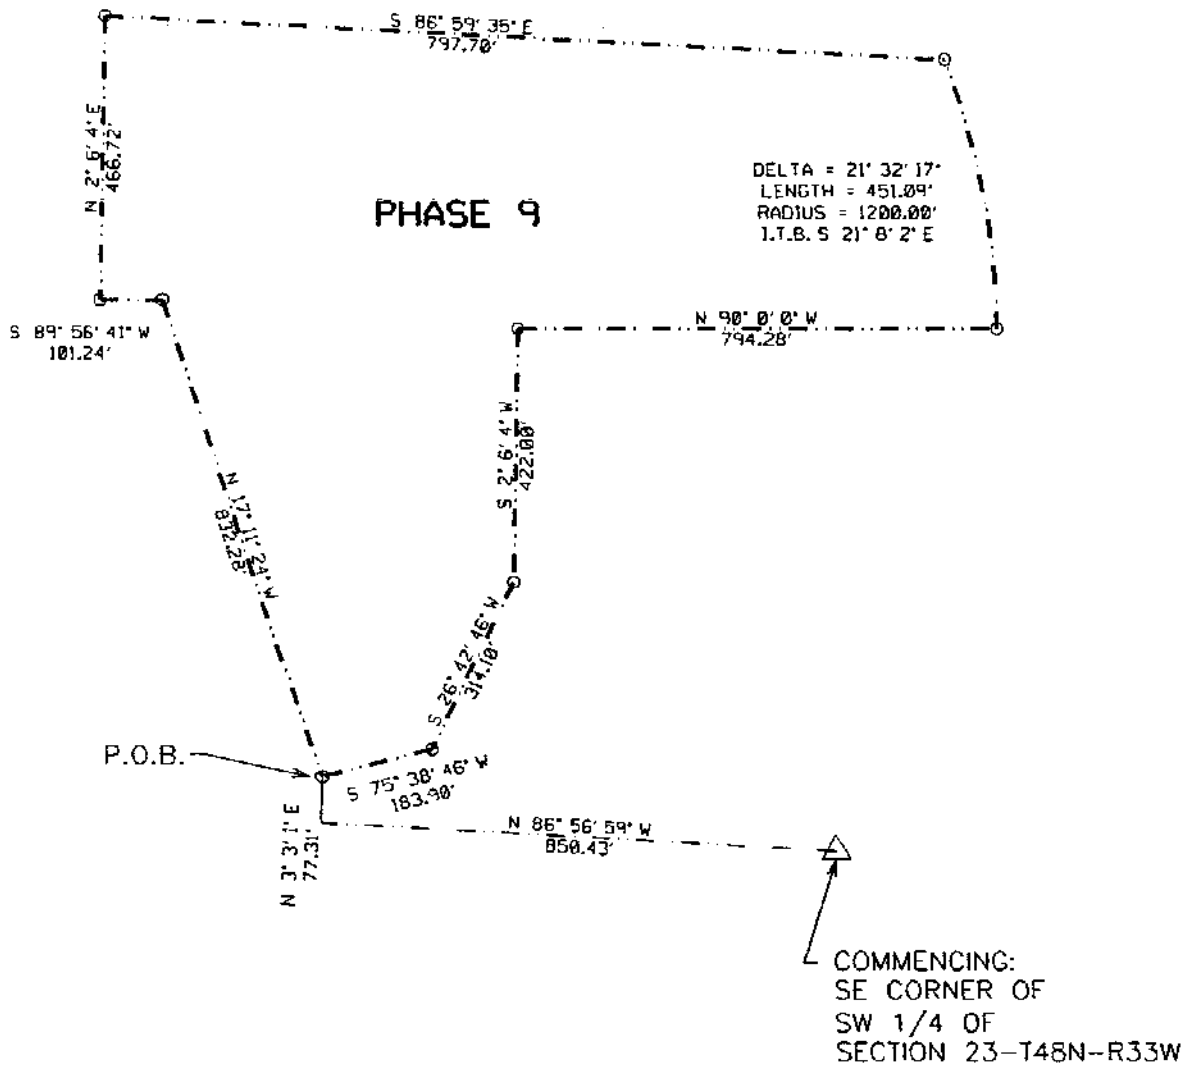 S 86° 59' 35" E
797.70'
N 2° 6' 4" E
466.72'
DELTA = 21° 32' 17"
LENGTH = 451.09'
RADIUS = 1200.00'
I.T.B. S 21° 8' 2" E
PHASE 9
S 89° 56' 41" W
101.24'
N 90° 0' 0" W
794.28'
S 2° 6' 4" W
422.00'
N 17° 11' 24" W
832.28'
S 26° 42' 46" W
314.10'
P.O.B.
S 75° 38' 46" W
183.90'
N 3° 3' 1" E
77.31'
N 86° 56' 59" W
850.43'
COMMENCING:
SE CORNER OF
SW 1/4 OF
SECTION 23-T48N-R33W